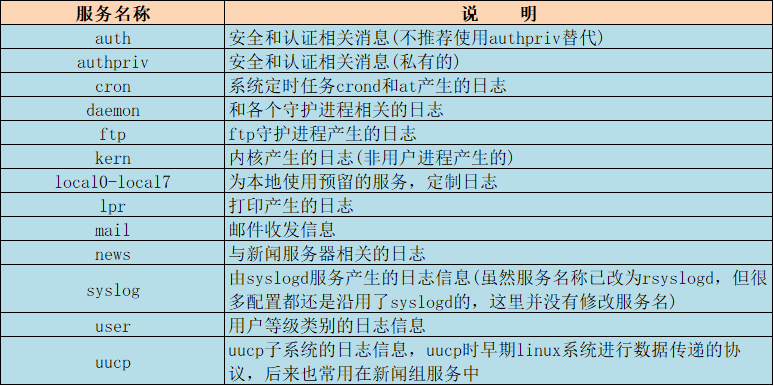 服务名称 说 明
auth 安全和认证相关消息(不推荐使用authpriv替代)
authpriv 安全和认证相关消息(私有的)
cron 系统定时任务crond和at产生的日志
daemon 和各个守护进程相关的日志
ftp ftp守护进程产生的日志
kern 内核产生的日志(非用户进程产生的)
local0-local7 为本地使用预留的服务，定制日志
lpr 打印产生的日志
mail 邮件收发信息
news 与新闻服务器相关的日志
syslog 由syslogd服务产生的日志信息(虽然服务名称已改为rsyslogd，但很
多配置都还是沿用了syslogd的，这里并没有修改服务名)
user 用户等级类别的日志信息
uucp uucp子系统的日志信息，uucp时早期linux系统进行数据传递的协
议，后来也常用在新闻组服务中